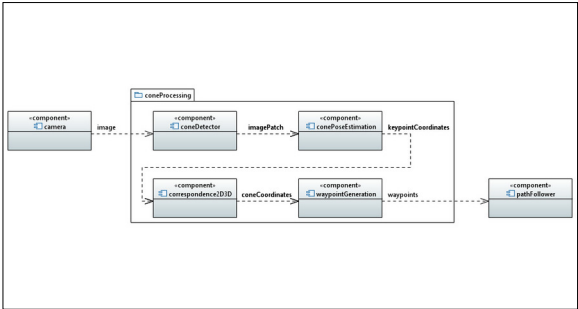 coneProcessing
«component»
camera
image
«component»
coneDetector
imagePatch
«component»
conePoseEstimation
keypointCoordinates
«component»
correspondence2D3D
coneCoordinates
«component»
waypointGeneration
waypoints
«component»
pathFollower